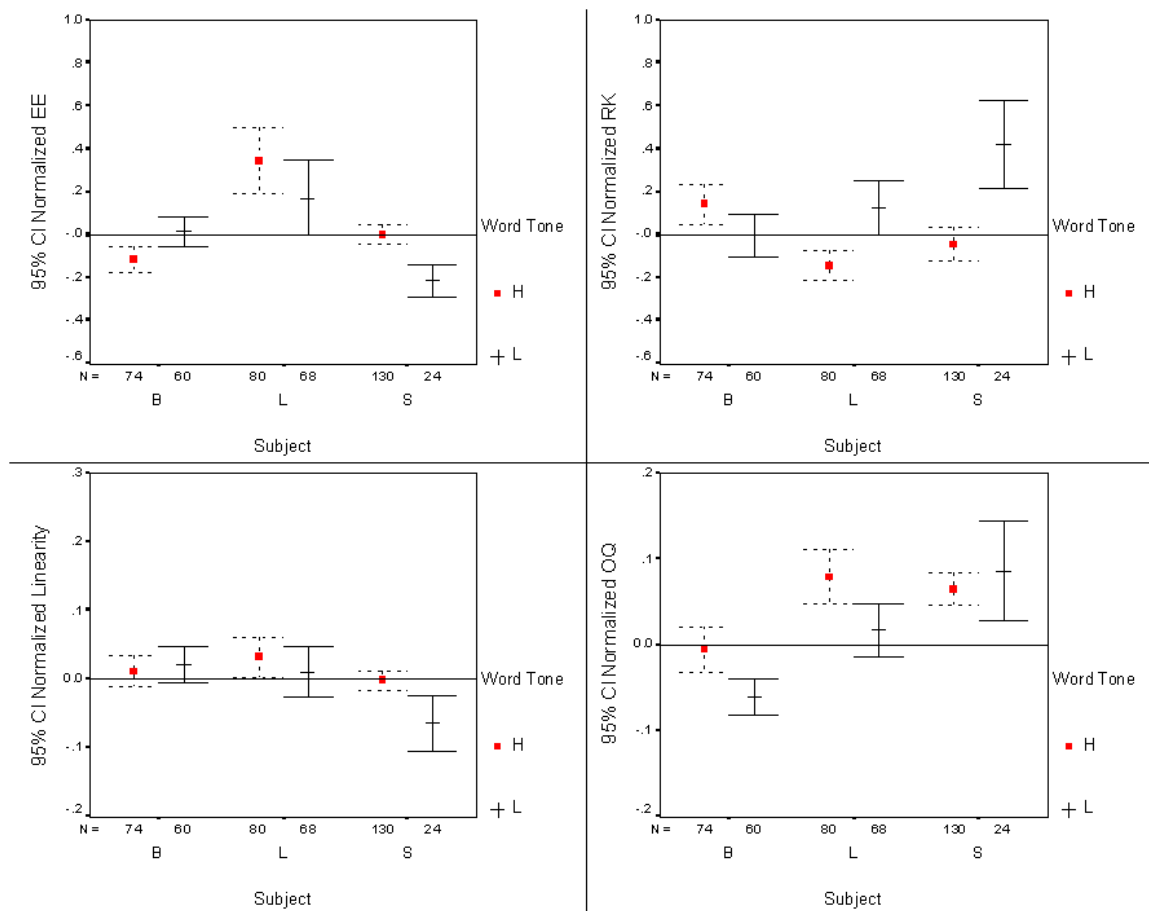 95% CI Normalized EE
1.0
.8
.6
.4
.2
-.0
-.2
-.4
-.6
N = 74 60 80 68 130 24
B L S
Subject
Word Tone
H
L
95% CI Normalized RK
1.0
.8
.6
.4
.2
-.0
-.2
-.4
-.6
N = 74 60 80 68 130 24
B L S
Subject
Word Tone
H
L
95% CI Normalized Linearity
.3
.2
.1
0.0
-.1
-.2
N = 74 60 80 68 130 24
B L S
Subject
Word Tone
H
L
95% CI Normalized OQ
.2
.1
0.0
-.1
-.2
N = 74 60 80 68 130 24
B L S
Subject
Word Tone
H
L